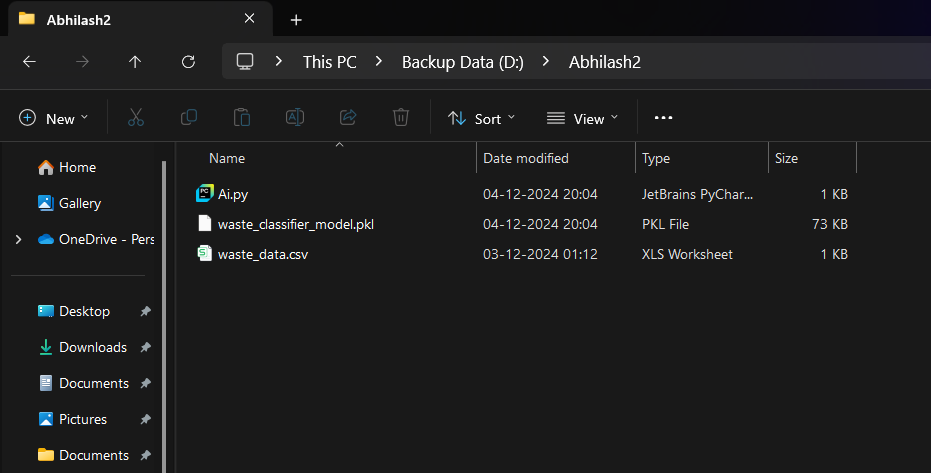 Abhilash2
This PC > Backup Data (D:) > Abhilash2
New Sort View
Name Date modified Type Size
Home
Gallery
OneDrive - Pers
Desktop
Downloads
Documents
Pictures
Documents
Ai.py 04-12-2024 20:04 JetBrains PyChar... 1 KB
waste_classifier_model.pkl 04-12-2024 20:04 PKL File 73 KB
waste_data.csv 03-12-2024 01:12 XLS Worksheet 1 KB